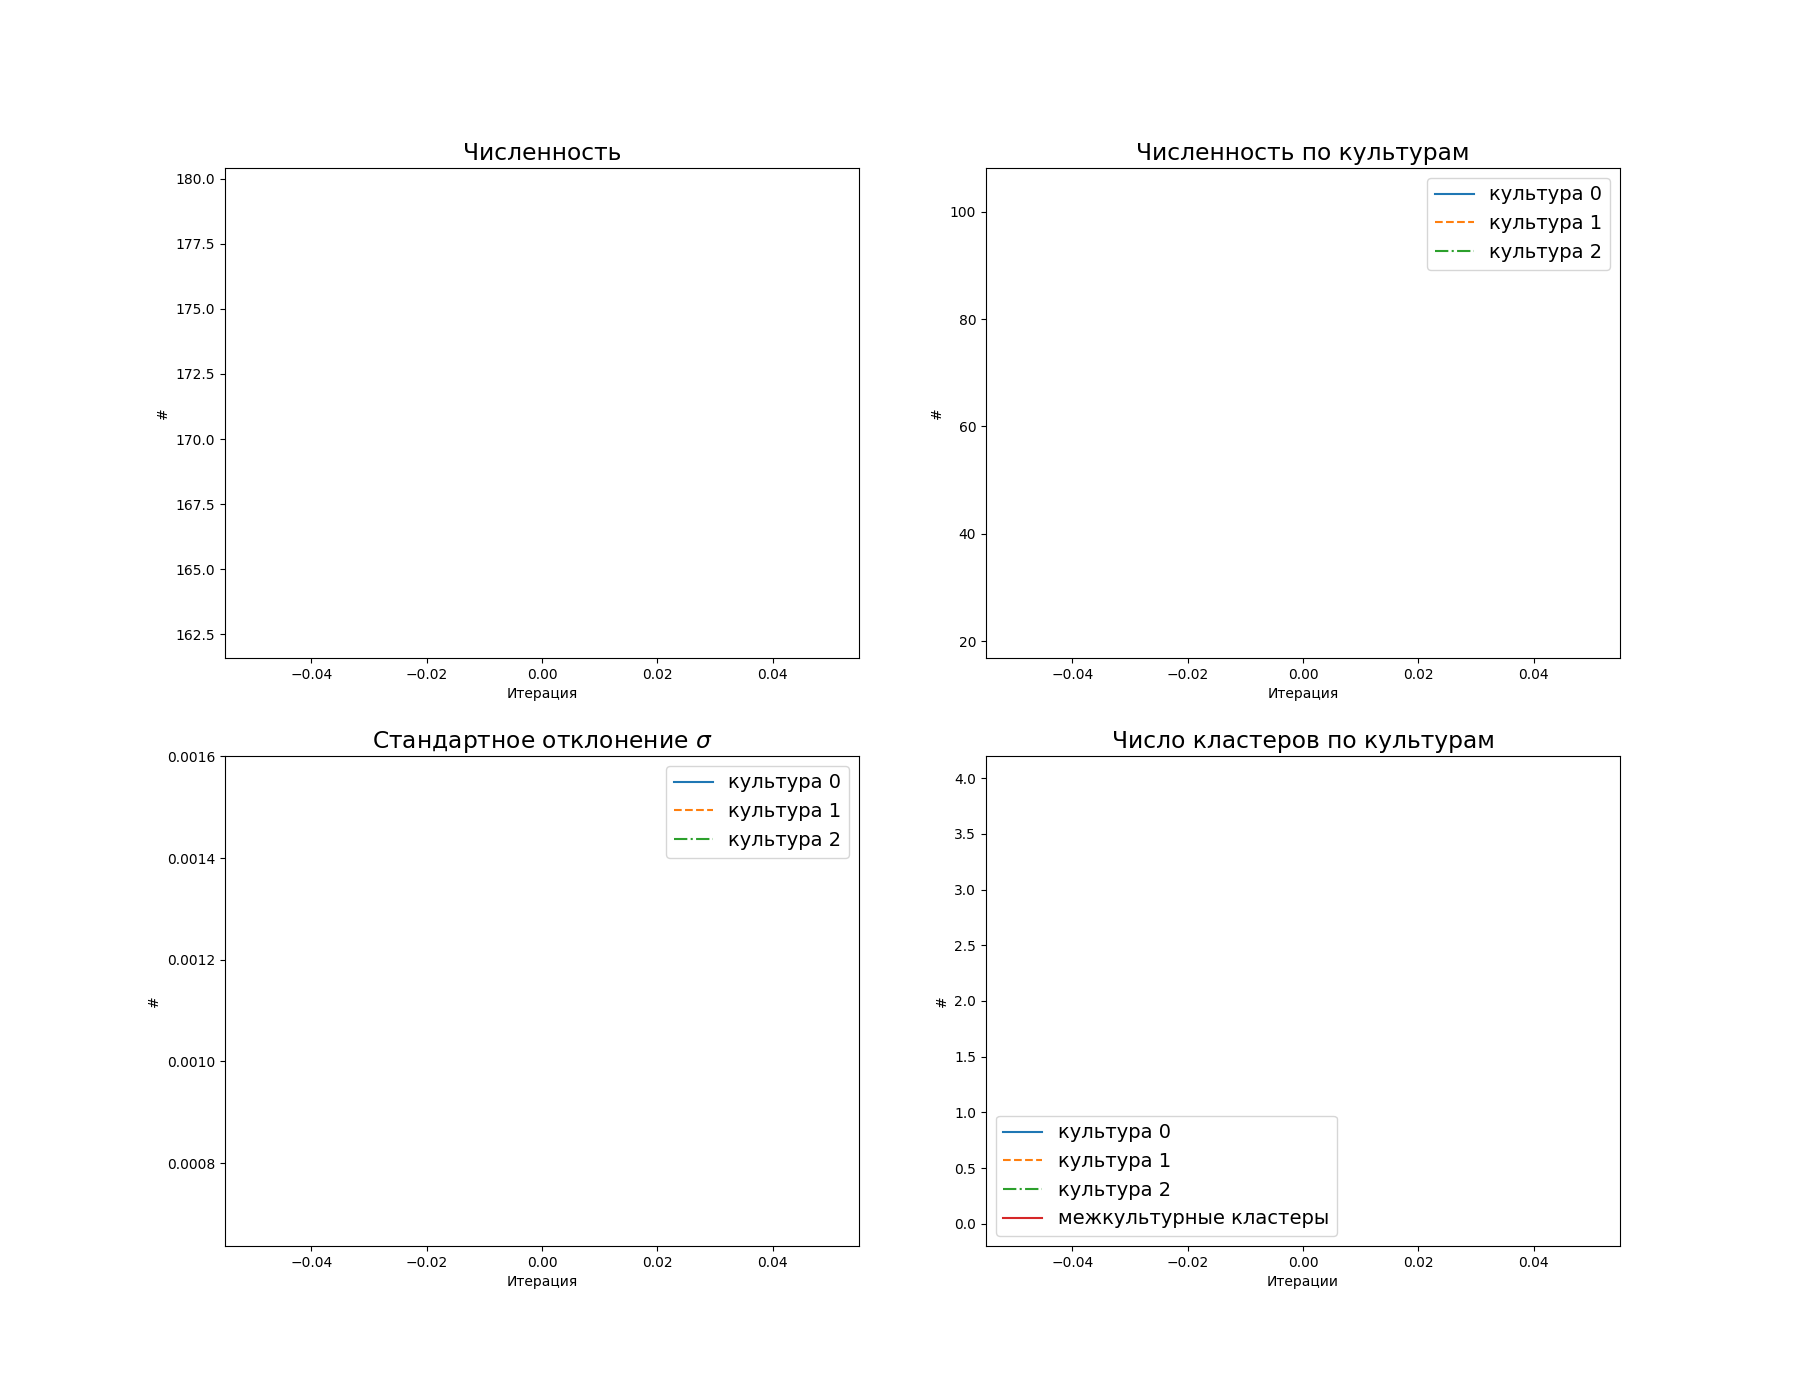 Численность
180.0
177.5
175.0
172.5
170.0
167.5
165.0
162.5
#
−0.04 −0.02 0.00 0.02 0.04
Итерация
Численность по культурам
100
80
60
40
20
#
культура 0
культура 1
культура 2
−0.04 −0.02 0.00 0.02 0.04
Итерация
Стандартное отклонение σ
0.0016
0.0014
0.0012
0.0010
0.0008
#
культура 0
культура 1
культура 2
−0.04 −0.02 0.00 0.02 0.04
Итерация
Число кластеров по культурам
4.0
3.5
3.0
2.5
2.0
1.5
1.0
0.5
0.0
#
культура 0
культура 1
культура 2
межкультурные кластеры
−0.04 −0.02 0.00 0.02 0.04
Итерации